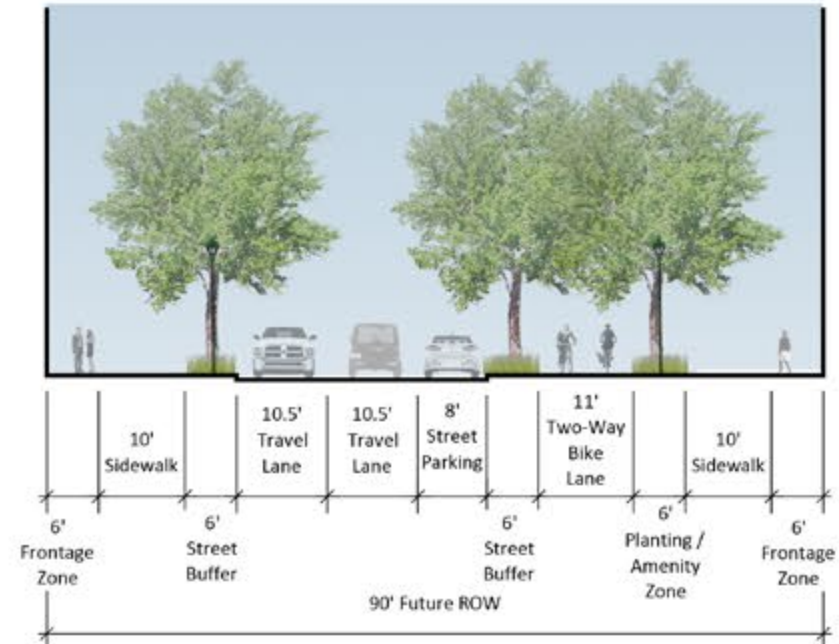 10'
Sidewalk
10.5'
Travel
Lane
10.5'
Travel
Lane
8'
Street
Parking
11'
Two-Way
Bike
Lane
10'
Sidewalk
6'
Frontage
Zone
6'
Street
Buffer
6'
Street
Buffer
6'
Planting /
Amenity
Zone
6'
Frontage
Zone
90' Future ROW